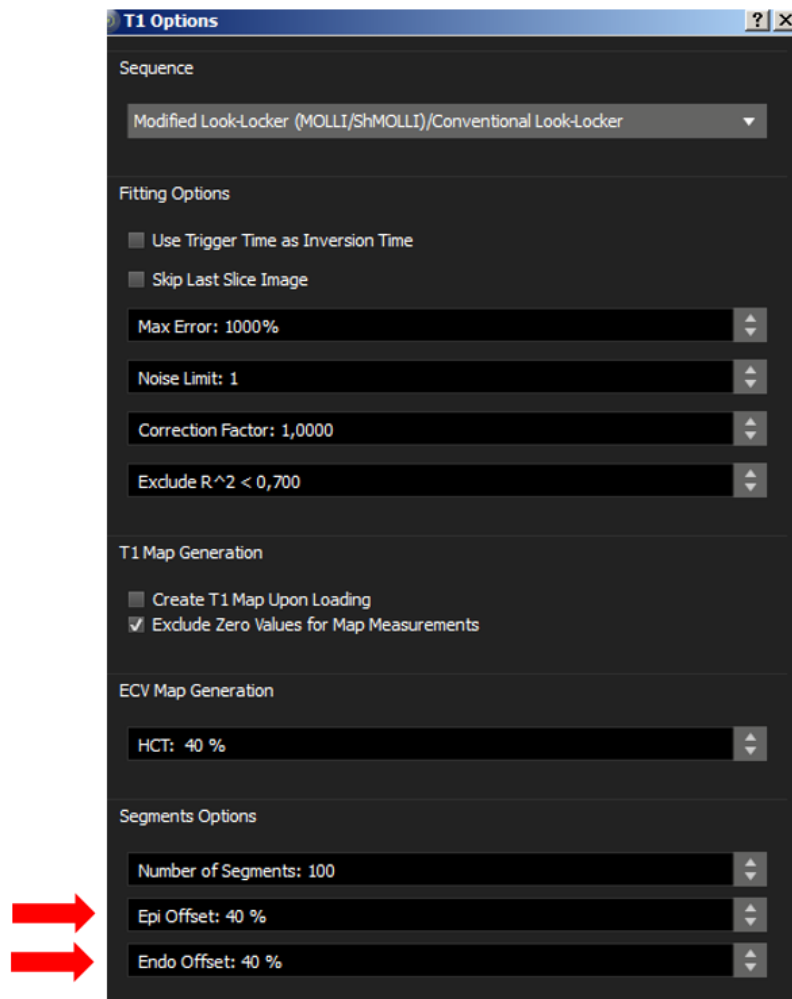 T1 Options
Sequence
Modified Look-Locker (MOLLI/ShMOLLI)/Conventional Look-Locker
Fitting Options
Use Trigger Time as Inversion Time
Skip Last Slice Image
Max Error: 1000%
Noise Limit: 1
Correction Factor: 1,0000
Exclude R^2 < 0,700
T1 Map Generation
Create T1 Map Upon Loading
Exclude Zero Values for Map Measurements
ECV Map Generation
HCT: 40 %
Segments Options
Number of Segments: 100
Epi Offset: 40 %
Endo Offset: 40 %